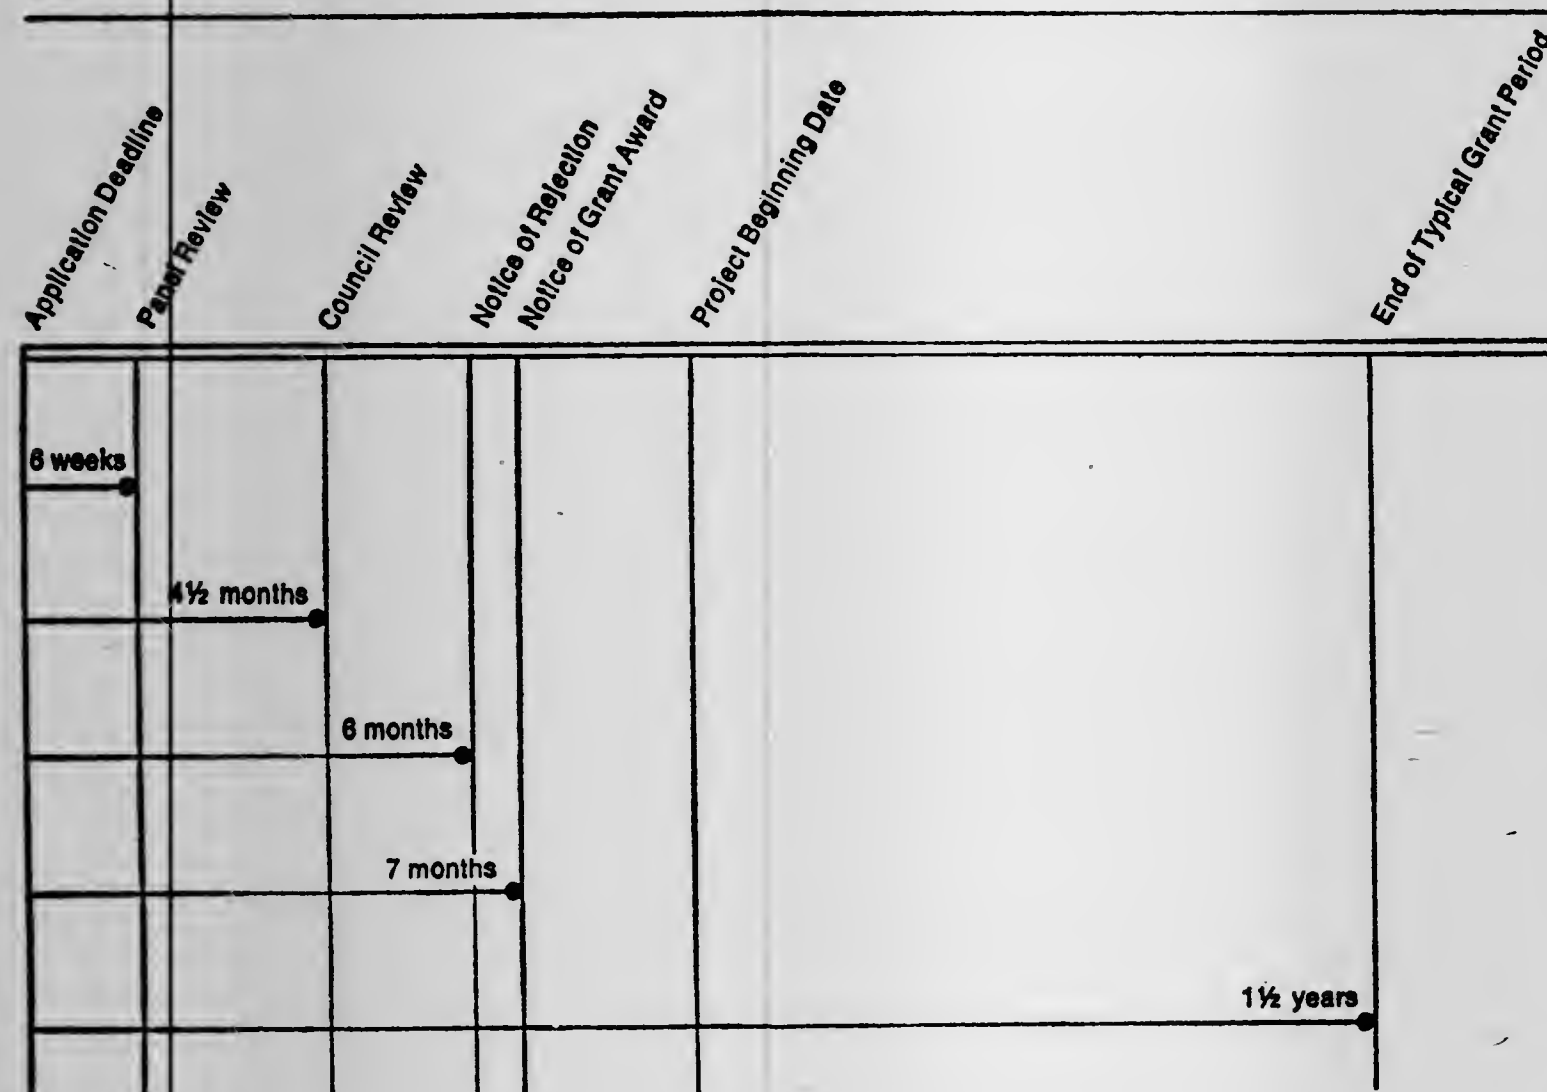 Application Deadline
Panel Review
Council Review
Notice of Rejection
Notice of Grant Award
Project Beginning Date
End of Typical Grant Period
6 weeks
4½ months
6 months
7 months
1½ years